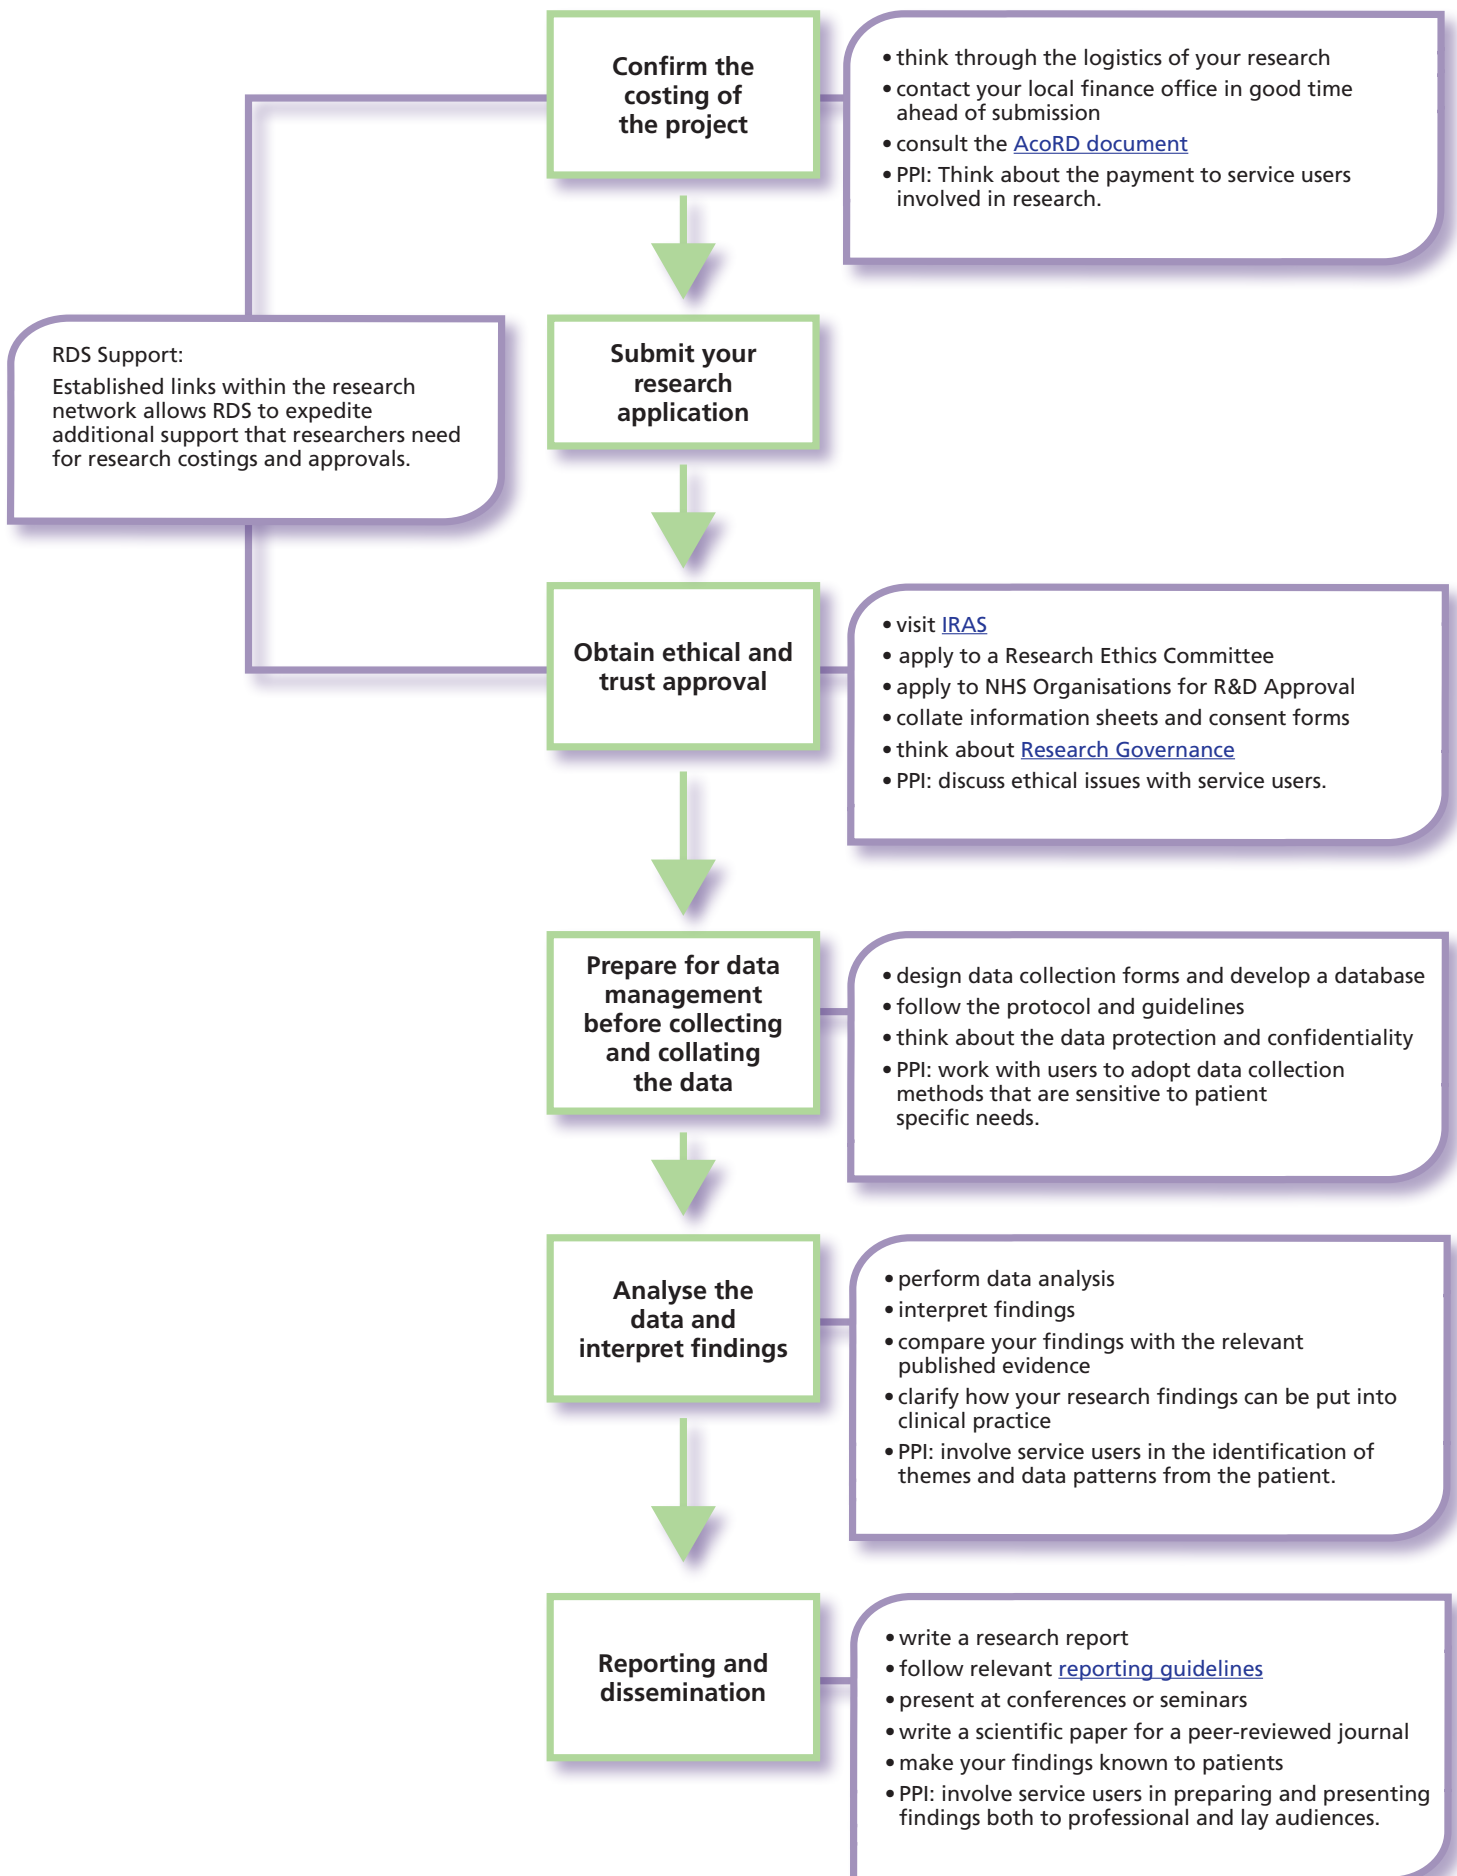 Confirm the
costing of
the project
• think through the logistics of your research
• contact your local finance office in good time
ahead of submission
• consult the AcoRD document
• PPI: Think about the payment to service users
involved in research.
RDS Support:
Established links within the research
network allows RDS to expedite
additional support that researchers need
for research costings and approvals.
Submit your
research
application
Obtain ethical and
trust approval
• visit IRAS
• apply to a Research Ethics Committee
• apply to NHS Organisations for R&D Approval
• collate information sheets and consent forms
• think about Research Governance
• PPI: discuss ethical issues with service users.
Prepare for data
management
before collecting
and collating
the data
• design data collection forms and develop a database
• follow the protocol and guidelines
• think about the data protection and confidentiality
• PPI: work with users to adopt data collection
methods that are sensitive to patient
specific needs.
Analyse the
data and
interpret findings
• perform data analysis
• interpret findings
• compare your findings with the relevant
published evidence
• clarify how your research findings can be put into
clinical practice
• PPI: involve service users in the identification of
themes and data patterns from the patient.
Reporting and
dissemination
• write a research report
• follow relevant reporting guidelines
• present at conferences or seminars
• write a scientific paper for a peer-reviewed journal
• make your findings known to patients
• PPI: involve service users in preparing and presenting
findings both to professional and lay audiences.